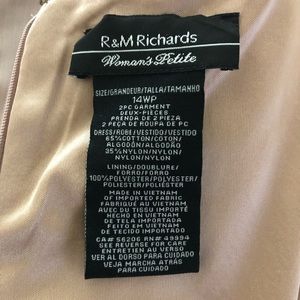 R&M Richards
Woman's Petite
SIZE/GRANDEUR/TALLA/TAMANHO
14WP
2PC GARMENT
DEUX-PIECES
PRENDA DE 2 PIEZA
2 PEÇA DE ROUPA DE PC
DRESS/ROBE/VESTIDO/VESTIDO
65%COTTON/COTON/
ALGODÓN/ALGODÃO
35%NYLON/NYLON/
NYLON/NYLON
LINING/DOUBLURE/
FORRO/FORRO
100%POLYESTER/POLYESTER/
POLIESTER/POLIÉSTER
MADE IN VIETNAM
OF IMPORTED FABRIC
FABRIQUÉ AU VIETNAM
AVEC DU TISSU IMPORTÉ
HECHO EN VIETNAM
DE TELA IMPORTADA
FEITO EM VIETNAM
DE TECIDO IMPORTADO
CA# 56206 RN# 49994
SEE REVERSE FOR CARE
ENTRETIEN AU VERSO
VER AL DORSO PARA CUIDADO
VEJA MARCHA ATRÁS
PARA CUIDADO